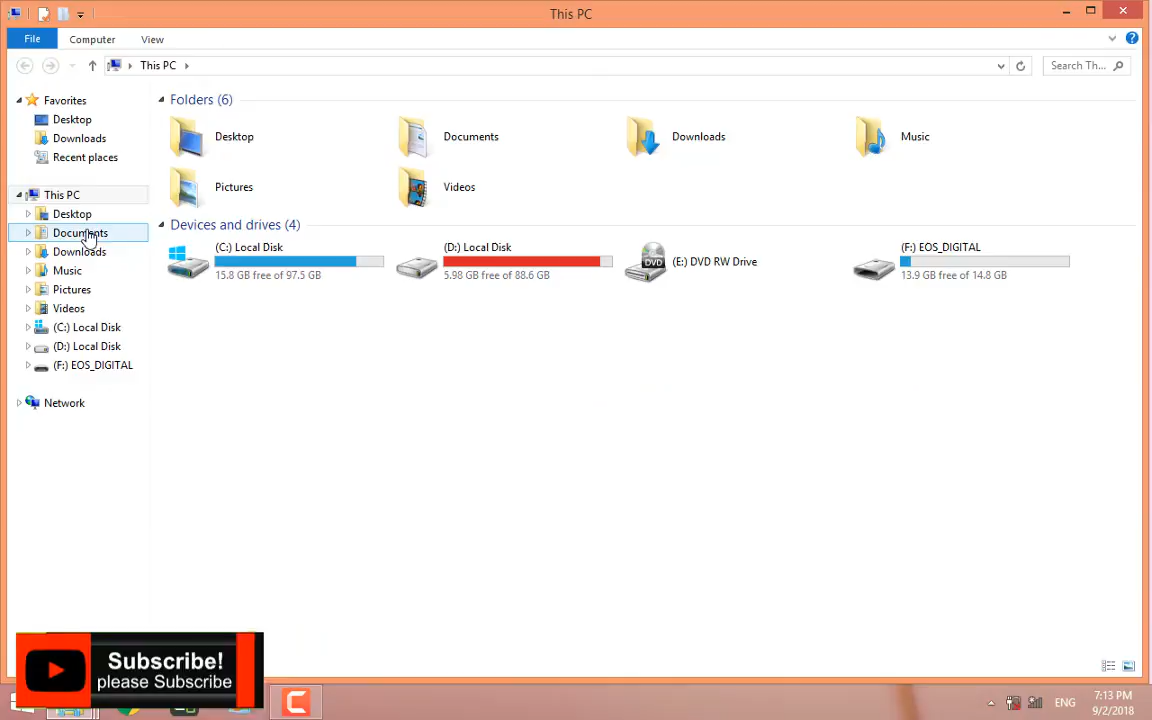 This PC
File
Computer
View
This PC
Search Th...
Favorites
Desktop
Downloads
Recent places
This PC
Desktop
Documents
Downloads
Music
Pictures
Videos
(C:) Local Disk
(D:) Local Disk
(F:) EOS_DIGITAL
Network
Folders (6)
Desktop
Documents
Downloads
Music
Pictures
Videos
Devices and drives (4)
(C:) Local Disk
15.8 GB free of 97.5 GB
(D:) Local Disk
5.98 GB free of 88.6 GB
DVD
(E:) DVD RW Drive
(F:) EOS_DIGITAL
13.9 GB free of 14.8 GB
Subscribe!
please Subscribe
ENG
7:13 PM
9/2/2018